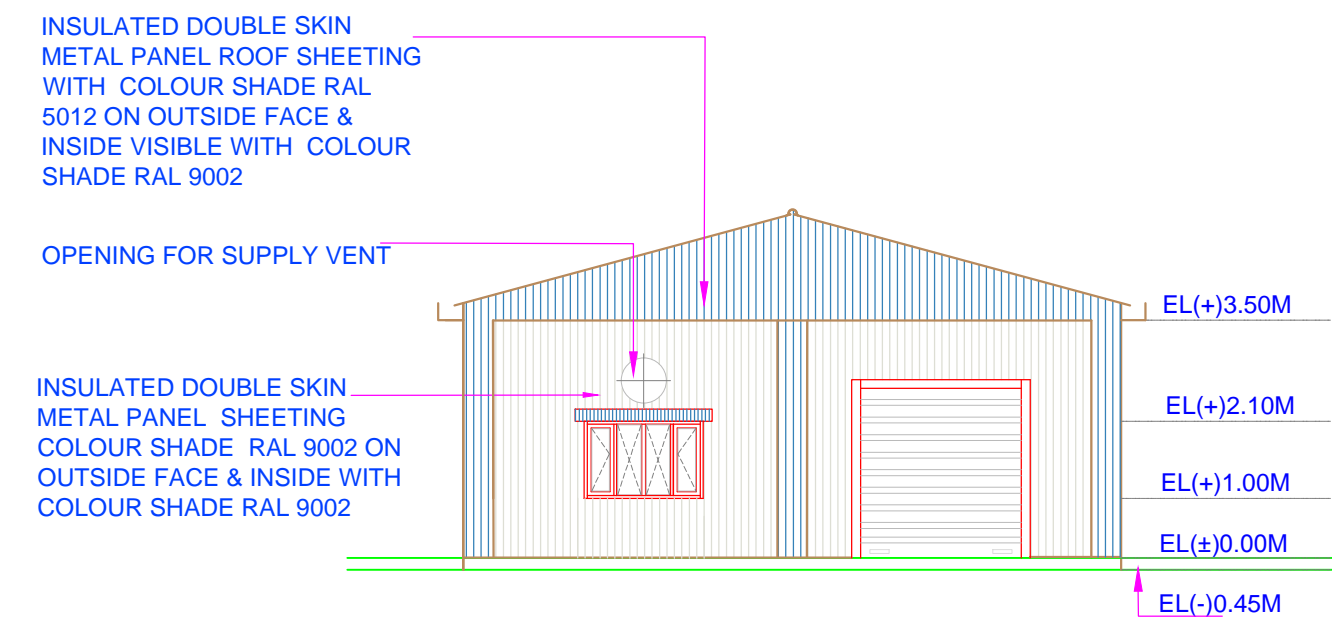 INSULATED DOUBLE SKIN
METAL PANEL ROOF SHEETING
WITH COLOUR SHADE RAL
5012 ON OUTSIDE FACE &
INSIDE VISIBLE WITH COLOUR
SHADE RAL 9002
OPENING FOR SUPPLY VENT
INSULATED DOUBLE SKIN
METAL PANEL SHEETING
COLOUR SHADE RAL 9002 ON
OUTSIDE FACE & INSIDE WITH
COLOUR SHADE RAL 9002
EL(+)3.50M
EL(+)2.10M
EL(+)1.00M
EL(±)0.00M
EL(-)0.45M